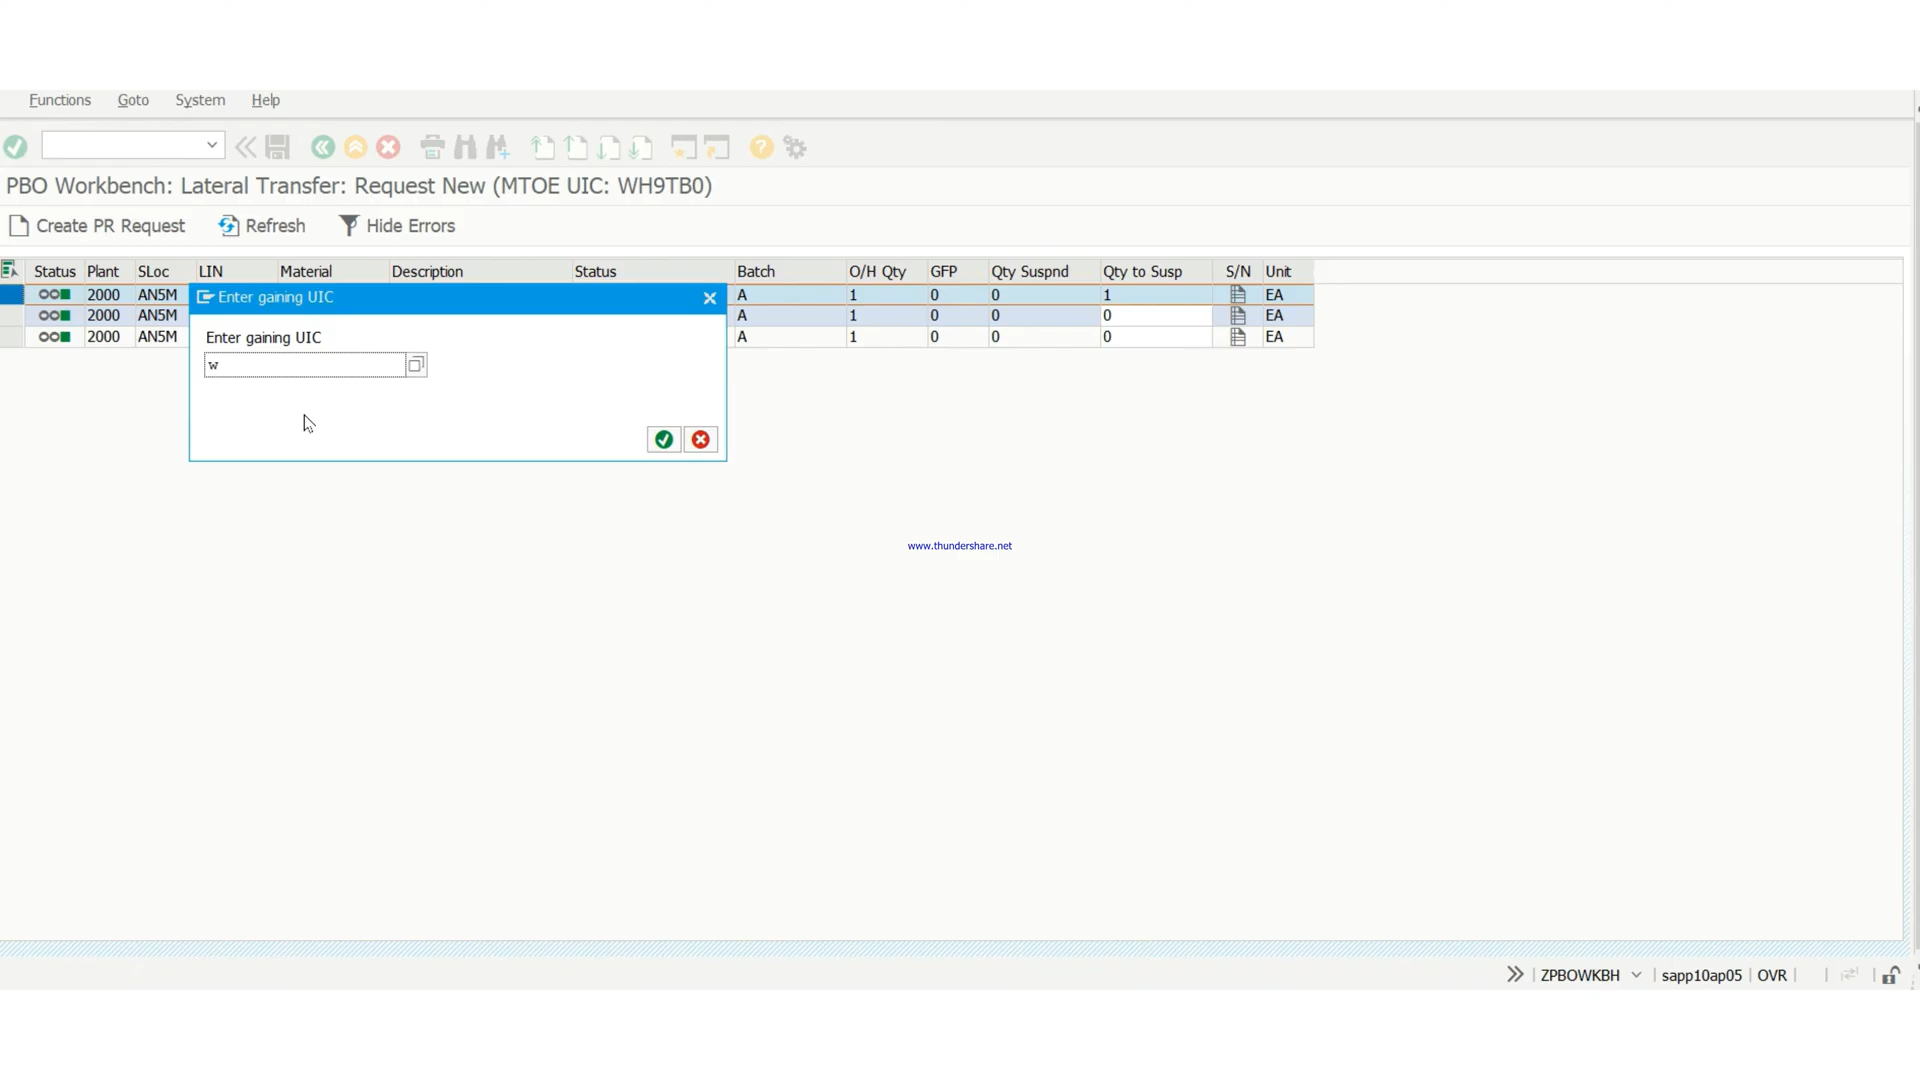 Functions Goto System Help
PBO Workbench: Lateral Transfer: Request New (MTOE UIC: WH9TB0)
Create PR Request Refresh Hide Errors
Status Plant SLoc LIN Material Description Status Batch O/H Qty GFP Qty Suspnd Qty to Susp S/N Unit
2000 AN5M A 1 0 0 1 EA
2000 AN5M A 1 0 0 0 EA
2000 AN5M A 1 0 0 0 EA
Enter gaining UIC
Enter gaining UIC
w
www.thundershare.net
ZPBOWKBH sapp10ap05 OVR